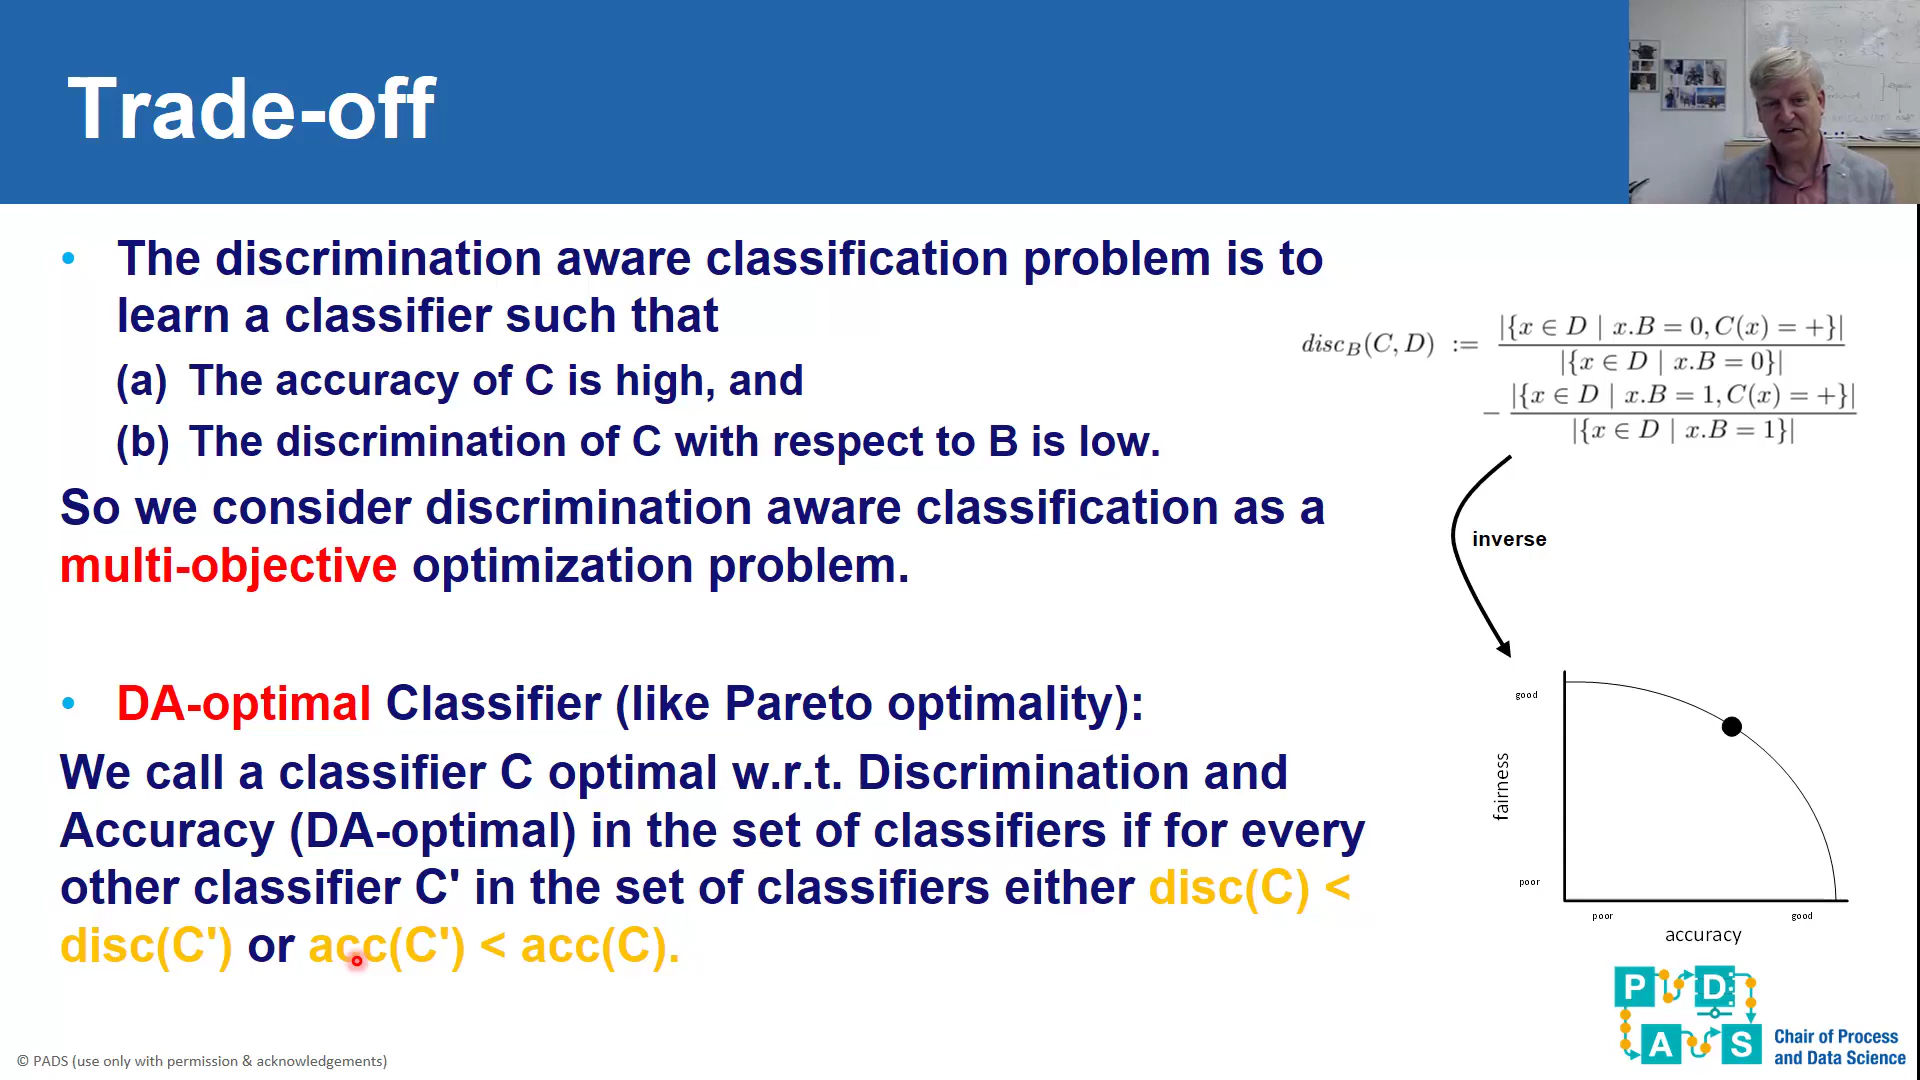 Trade-off
• The discrimination aware classification problem is to
learn a classifier such that
(a) The accuracy of C is high, and
(b) The discrimination of C with respect to B is low.
So we consider discrimination aware classification as a
multi-objective optimization problem.
• DA-optimal Classifier (like Pareto optimality):
We call a classifier C optimal w.r.t. Discrimination and
Accuracy (DA-optimal) in the set of classifiers if for every
other classifier C' in the set of classifiers either disc(C) <
disc(C') or acc(C') < acc(C).
disc_B(C, D) := |{x ∈ D | x.B = 0, C(x) = +}|
|{x ∈ D | x.B = 0}|
− |{x ∈ D | x.B = 1, C(x) = +}|
|{x ∈ D | x.B = 1}|
inverse
good
fairness
poor
poor good
accuracy
P D
A S
Chair of Process
and Data Science
© PADS (use only with permission & acknowledgements)